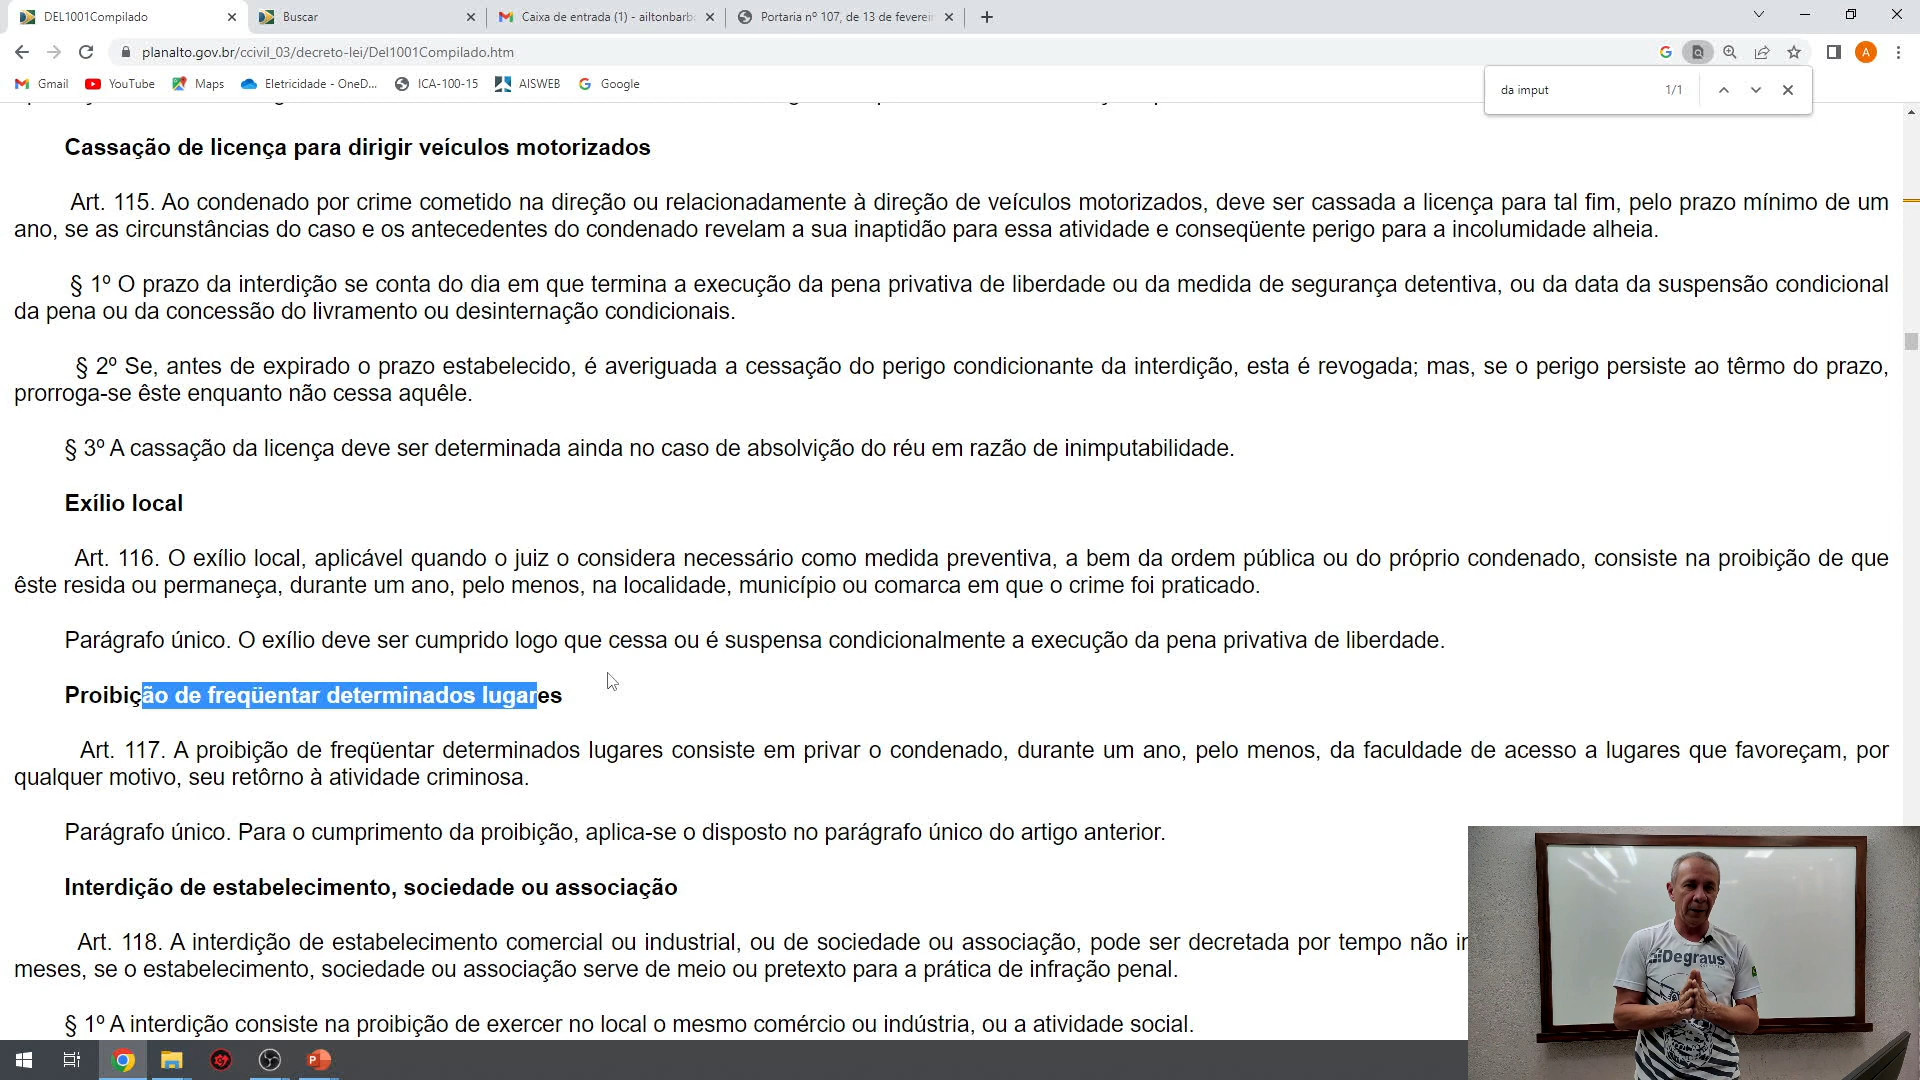 DEL1001Compilado
Buscar
Caixa de entrada (1) - ailtonbarb
Portaria nº 107, de 13 de feverei
planalto.gov.br/ccivil_03/decreto-lei/Del1001Compilado.htm
A
Gmail
YouTube
Maps
Eletricidade - OneD...
ICA-100-15
AISWEB
Google
da imput
1/1
Cassação de licença para dirigir veículos motorizados
Art. 115. Ao condenado por crime cometido na direção ou relacionadamente à direção de veículos motorizados, deve ser cassada a licença para tal fim, pelo prazo mínimo de um
ano, se as circunstâncias do caso e os antecedentes do condenado revelam a sua inaptidão para essa atividade e conseqüente perigo para a incolumidade alheia.
§ 1º O prazo da interdição se conta do dia em que termina a execução da pena privativa de liberdade ou da medida de segurança detentiva, ou da data da suspensão condicional
da pena ou da concessão do livramento ou desinternação condicionais.
§ 2º Se, antes de expirado o prazo estabelecido, é averiguada a cessação do perigo condicionante da interdição, esta é revogada; mas, se o perigo persiste ao têrmo do prazo,
prorroga-se êste enquanto não cessa aquêle.
§ 3º A cassação da licença deve ser determinada ainda no caso de absolvição do réu em razão de inimputabilidade.
Exílio local
Art. 116. O exílio local, aplicável quando o juiz o considera necessário como medida preventiva, a bem da ordem pública ou do próprio condenado, consiste na proibição de que
êste resida ou permaneça, durante um ano, pelo menos, na localidade, município ou comarca em que o crime foi praticado.
Parágrafo único. O exílio deve ser cumprido logo que cessa ou é suspensa condicionalmente a execução da pena privativa de liberdade.
Proibição de freqüentar determinados lugares
Art. 117. A proibição de freqüentar determinados lugares consiste em privar o condenado, durante um ano, pelo menos, da faculdade de acesso a lugares que favoreçam, por
qualquer motivo, seu retôrno à atividade criminosa.
Parágrafo único. Para o cumprimento da proibição, aplica-se o disposto no parágrafo único do artigo anterior.
Interdição de estabelecimento, sociedade ou associação
Art. 118. A interdição de estabelecimento comercial ou industrial, ou de sociedade ou associação, pode ser decretada por tempo não
meses, se o estabelecimento, sociedade ou associação serve de meio ou pretexto para a prática de infração penal.
§ 1º A interdição consiste na proibição de exercer no local o mesmo comércio ou indústria, ou a atividade social.
Degraus